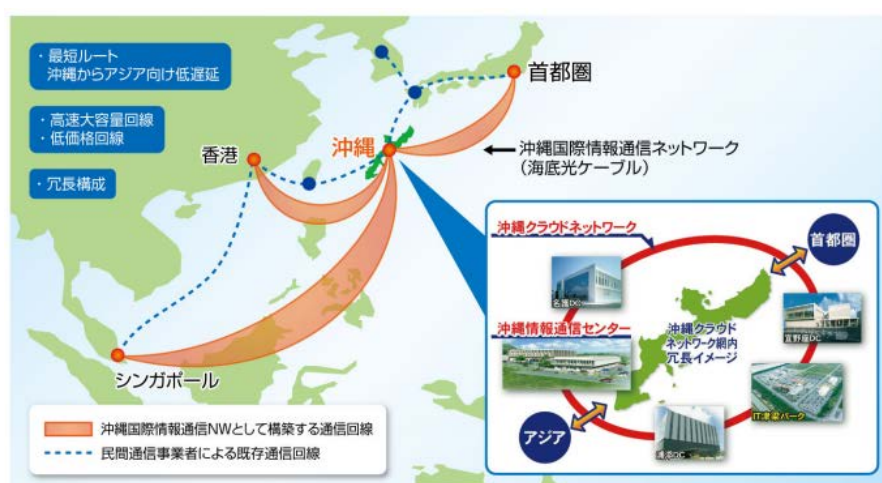 ・最短ルート
沖縄からアジア向け低遅延
・高速大容量回線
・低価格回線
・冗長構成
首都圏
沖縄
香港
沖縄国際情報通信ネットワーク
(海底光ケーブル)
シンガポール
沖縄クラウドネットワーク
首都圏
名護DC
沖縄情報通信センター
沖縄クラウド
ネットワーク網内
冗長イメージ
宜野座DC
IT津梁パーク
浦添DC
アジア
沖縄国際情報通信NWとして構築する通信回線
民間通信事業者による既存通信回線